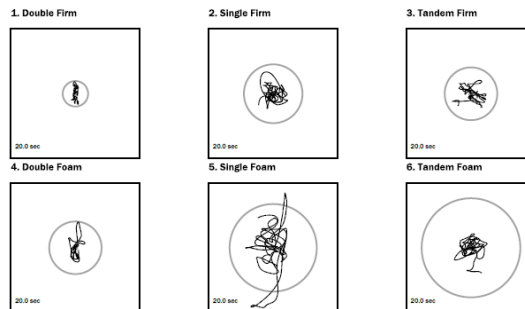 1. Double Firm
2. Single Firm
3. Tandem Firm
20.0 sec
20.0 sec
20.0 sec
4. Double Foam
5. Single Foam
6. Tandem Foam
20.0 sec
20.0 sec
20.0 sec